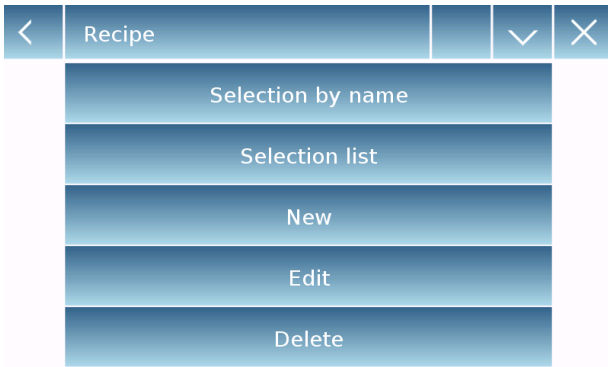 Recipe
Selection by name
Selection list
New
Edit
Delete